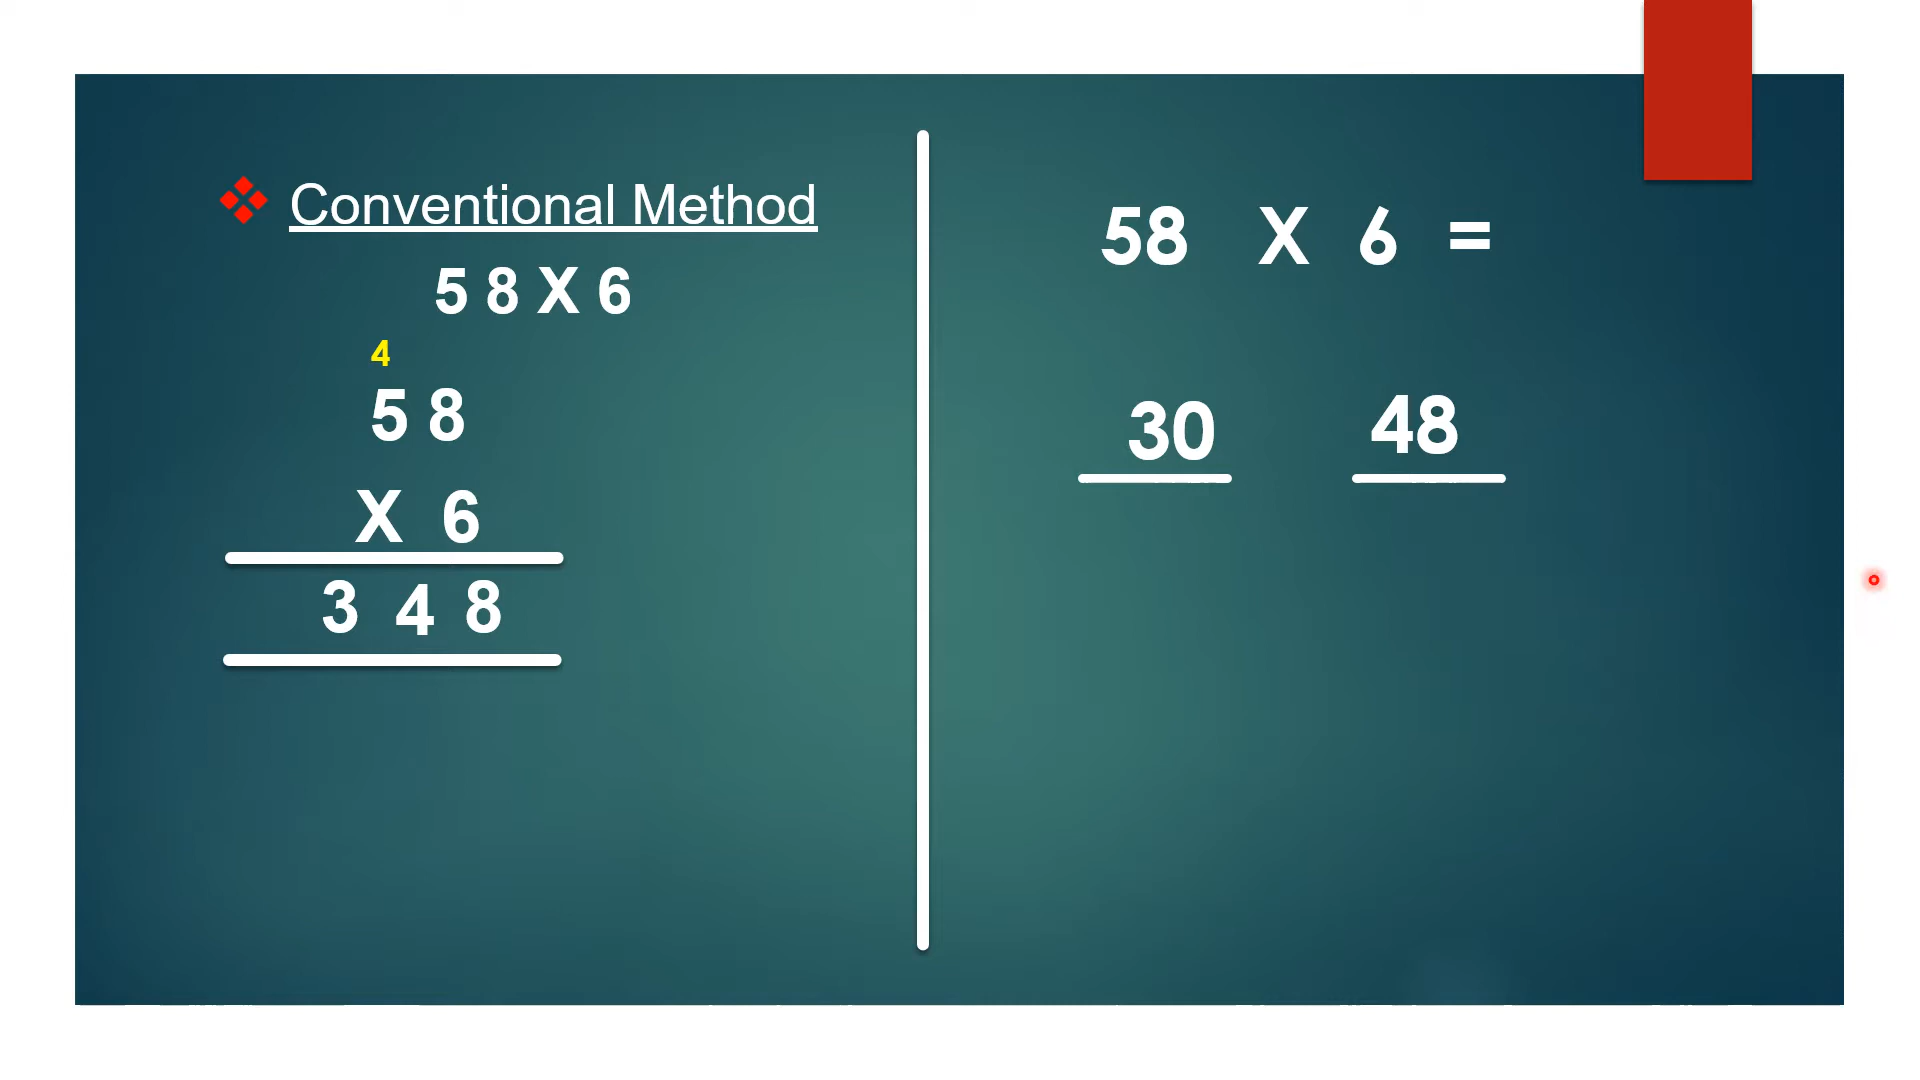 Conventional Method
5 8 X 6
4
5 8
X 6
3 4 8
58 X 6 =
30 48